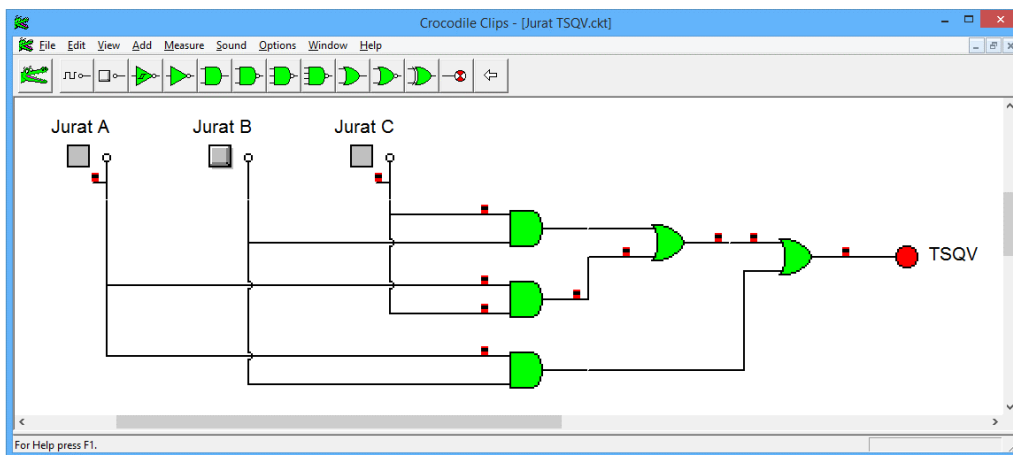 Crocodile Clips - [Jurat TSQV.ckt]
File Edit View Add Measure Sound Options Window Help
Jurat A Jurat B Jurat C
TSQV
For Help press F1.